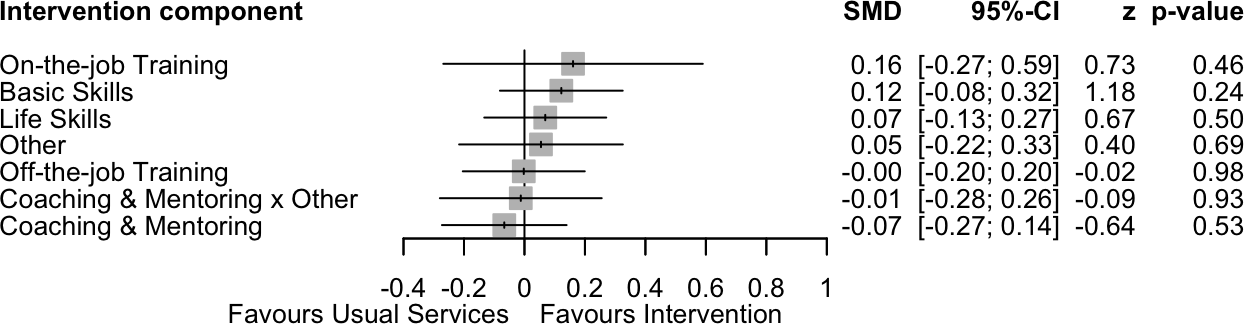 Intervention component SMD 95%-CI z p-value
On-the-job Training 0.16 [-0.27; 0.59] 0.73 0.46
Basic Skills 0.12 [-0.08; 0.32] 1.18 0.24
Life Skills 0.07 [-0.13; 0.27] 0.67 0.50
Other 0.05 [-0.22; 0.33] 0.40 0.69
Off-the-job Training -0.00 [-0.20; 0.20] -0.02 0.98
Coaching & Mentoring x Other -0.01 [-0.28; 0.26] -0.09 0.93
Coaching & Mentoring -0.07 [-0.27; 0.14] -0.64 0.53
-0.4 -0.2 0 0.2 0.4 0.6 0.8 1
Favours Usual Services Favours Intervention